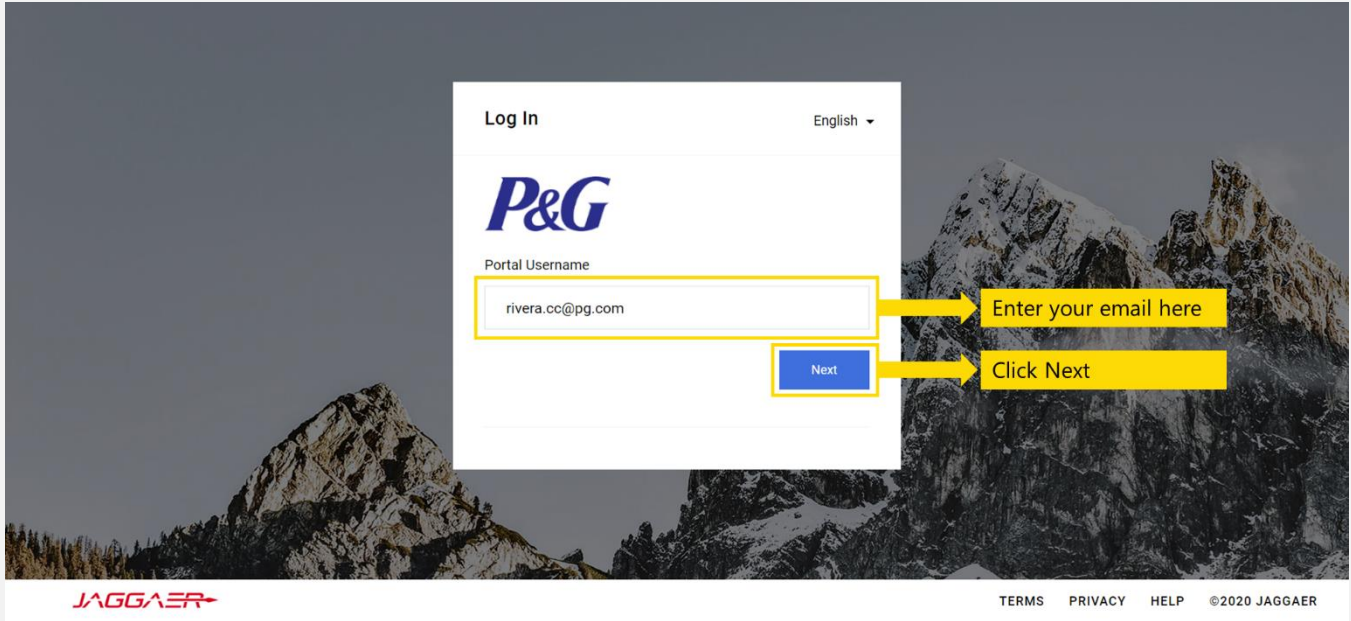 Log In
English
P&G
Portal Username
rivera.cc@pg.com
Enter your email here
Next
Click Next
JAGGAER
TERMS PRIVACY HELP ©2020 JAGGAER